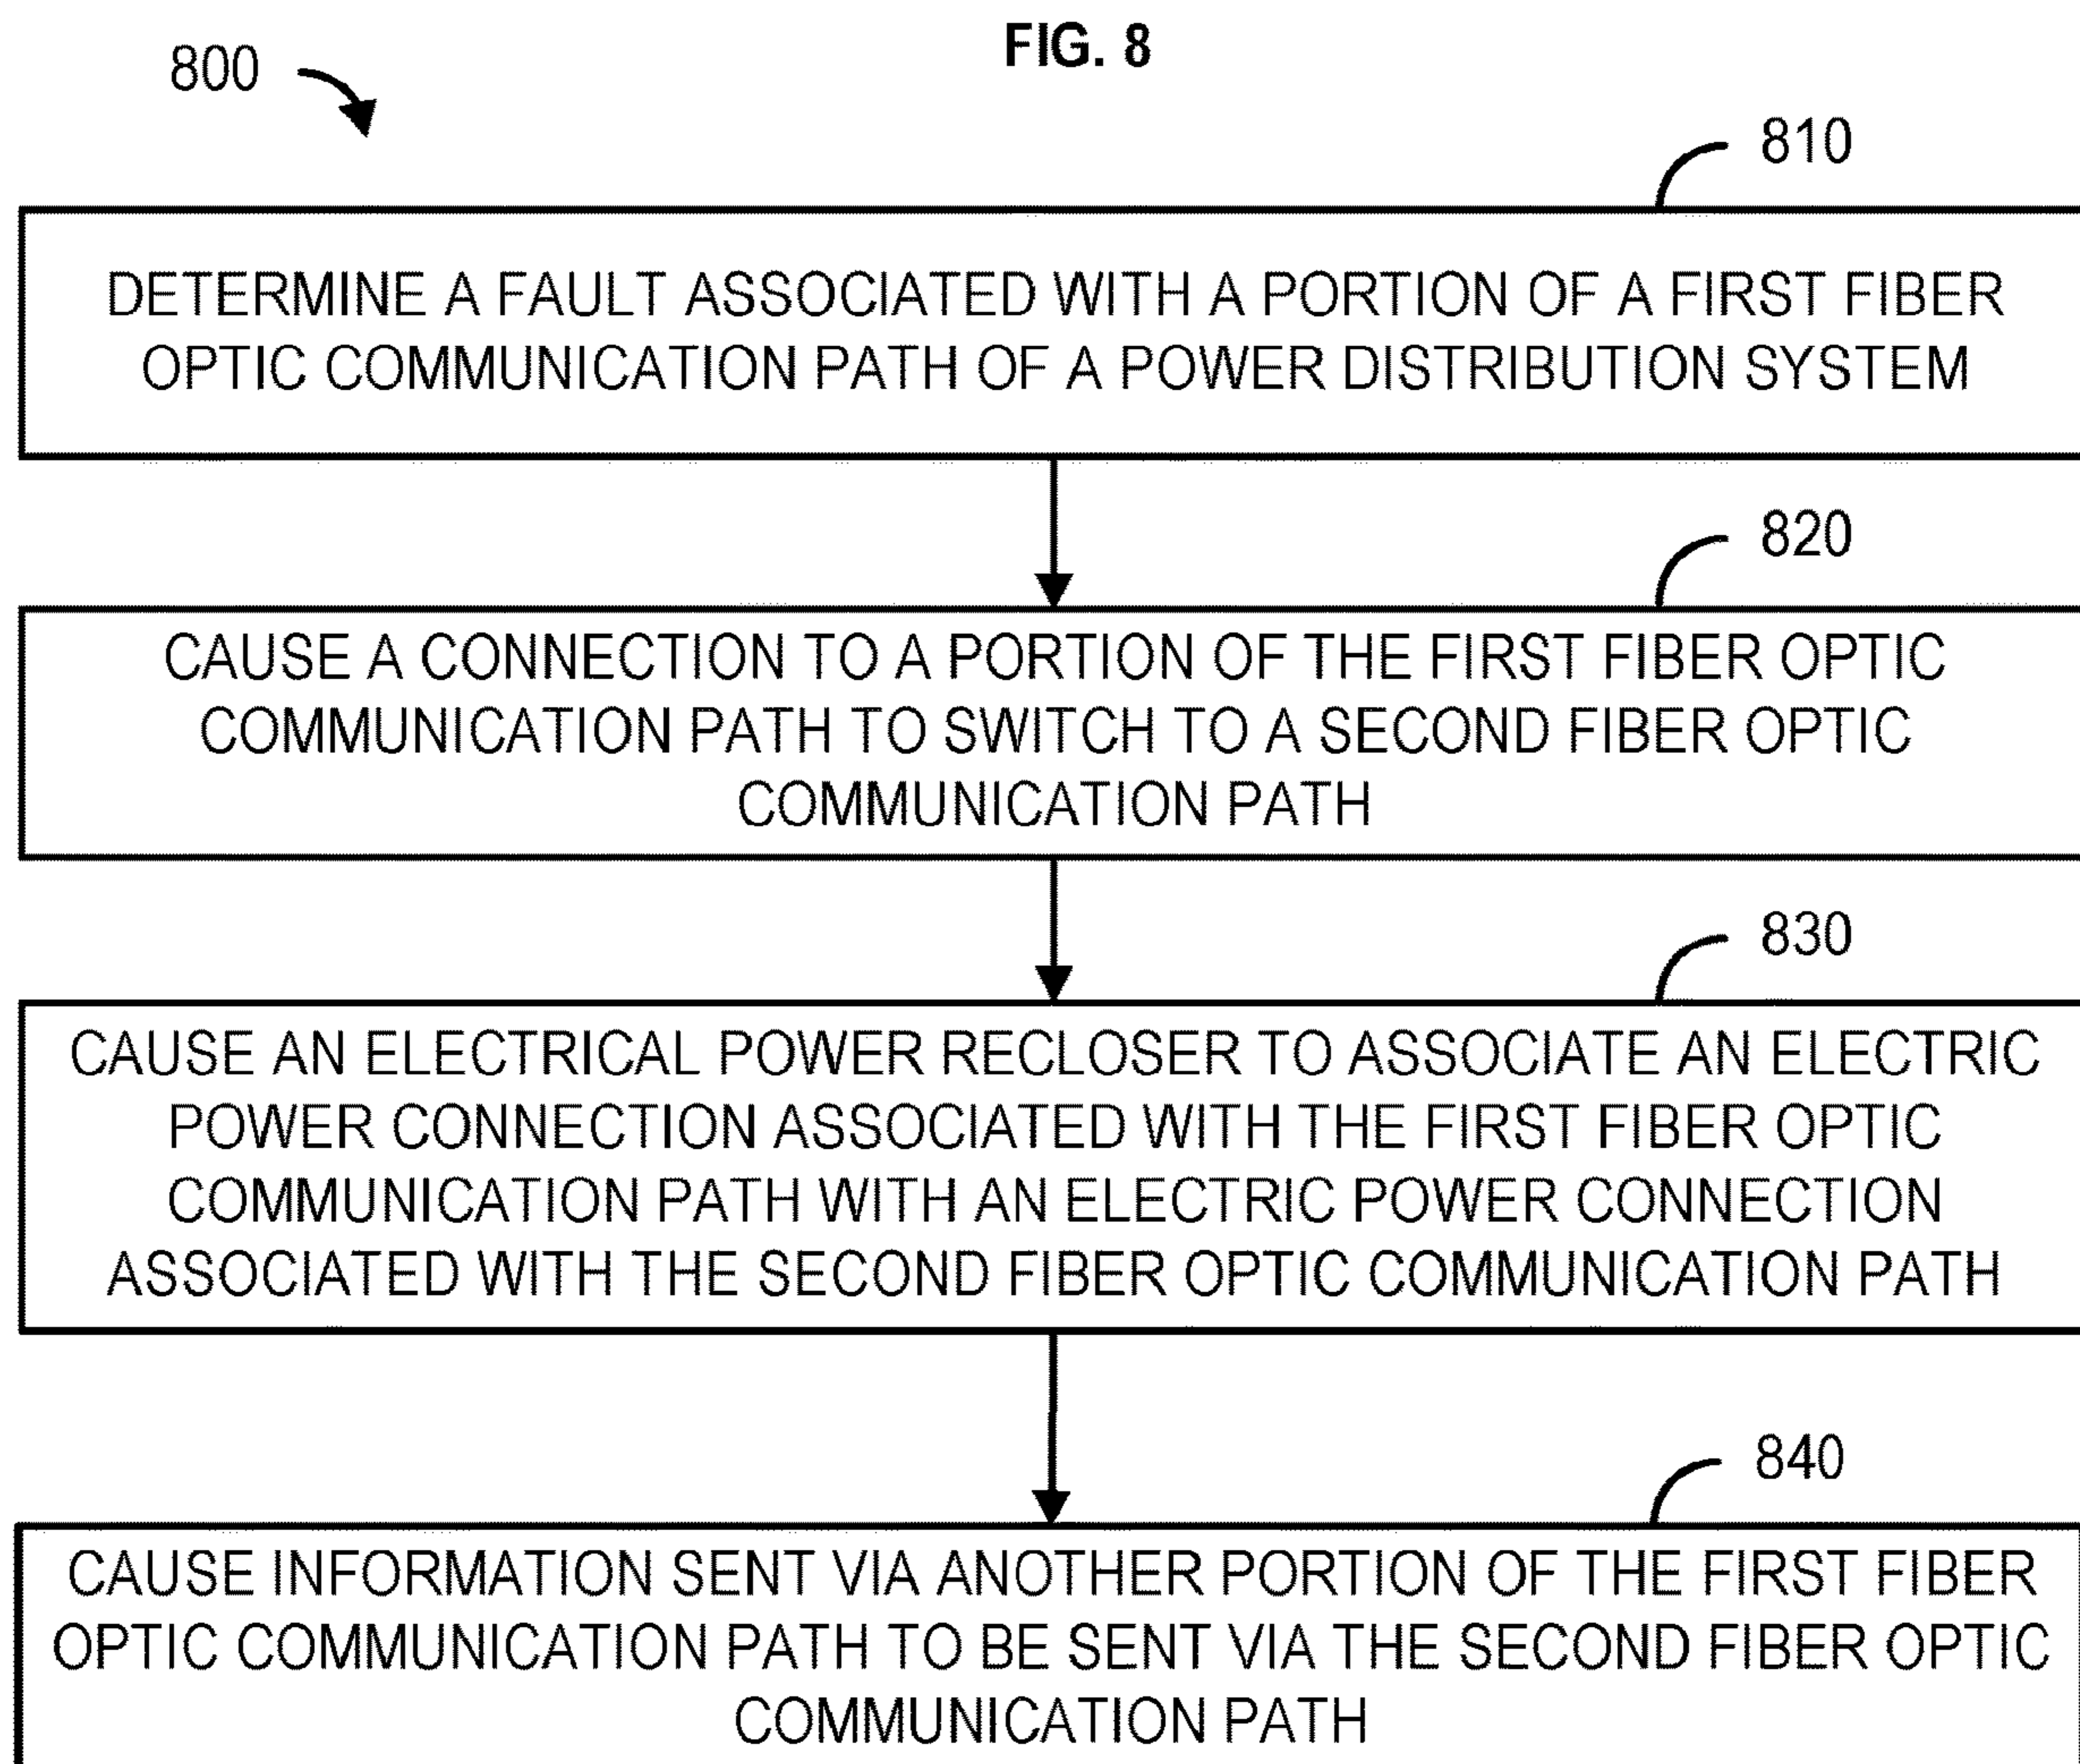 FIG. 8
800
810
DETERMINE A FAULT ASSOCIATED WITH A PORTION OF A FIRST FIBER
OPTIC COMMUNICATION PATH OF A POWER DISTRIBUTION SYSTEM
820
CAUSE A CONNECTION TO A PORTION OF THE FIRST FIBER OPTIC
COMMUNICATION PATH TO SWITCH TO A SECOND FIBER OPTIC
COMMUNICATION PATH
830
CAUSE AN ELECTRICAL POWER RECLOSER TO ASSOCIATE AN ELECTRIC
POWER CONNECTION ASSOCIATED WITH THE FIRST FIBER OPTIC
COMMUNICATION PATH WITH AN ELECTRIC POWER CONNECTION
ASSOCIATED WITH THE SECOND FIBER OPTIC COMMUNICATION PATH
840
CAUSE INFORMATION SENT VIA ANOTHER PORTION OF THE FIRST FIBER
OPTIC COMMUNICATION PATH TO BE SENT VIA THE SECOND FIBER OPTIC
COMMUNICATION PATH